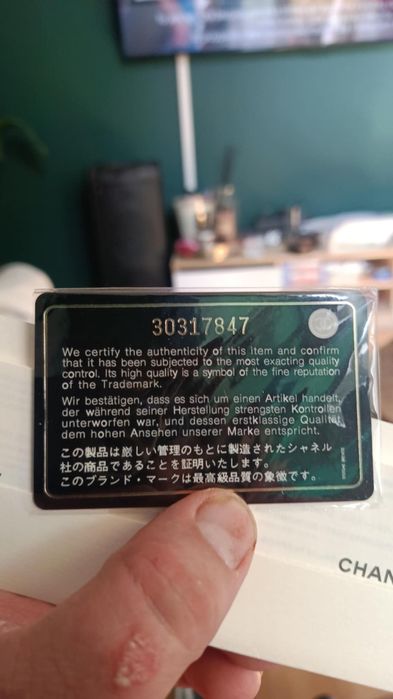 30317847
We certify the authenticity of this item and confirm
that it has been subjected to the most exacting quality
control. Its high quality is a symbol of the fine reputation
of the Trademark.
Wir bestätigen, dass es sich um einen Artikel handelt,
der während seiner Herstellung strengsten Kontrollen
unterworfen war, und dessen erstklassige Qualität,
dem hohen Ansehen unserer Marke entspricht.
この製品は厳しい管理のもとに製造されたシャネル
社の商品であることを証明いたします。
このブランド・マークは最高級品質の象徴です。
CHAN